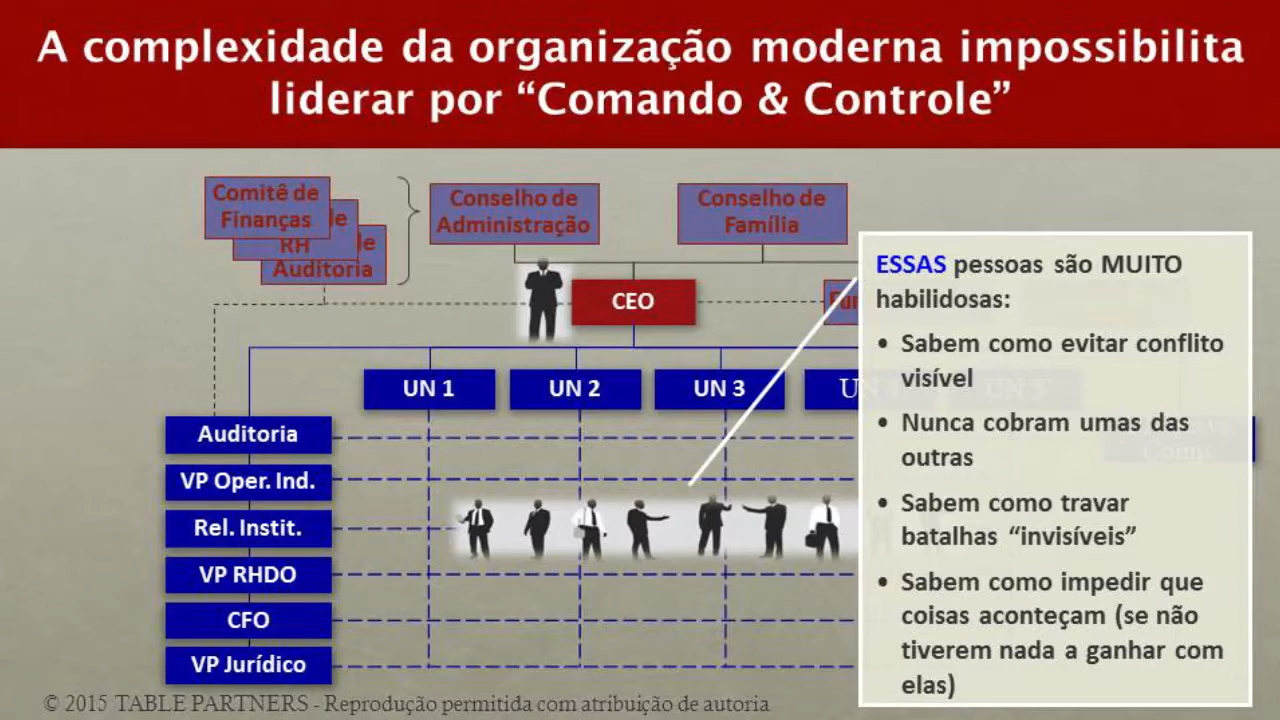 A complexidade da organização moderna impossibilita
liderar por “Comando & Controle”
Comitê de
Finanças
de
RH
de
Auditoria
Conselho de
Administração
Conselho de
Família
CEO
UN 1
UN 2
UN 3
UN 5
Auditoria
VP Oper. Ind.
Rel. Instit.
VP RHDO
CFO
VP Jurídico
ESSAS pessoas são MUITO
habilidosas:
• Sabem como evitar conflito
visível
• Nunca cobram umas das
outras
• Sabem como travar
batalhas “invisíveis”
• Sabem como impedir que
coisas aconteçam (se não
tiverem nada a ganhar com
elas)
© 2015 TABLE PARTNERS - Reprodução permitida com atribuição de autoria